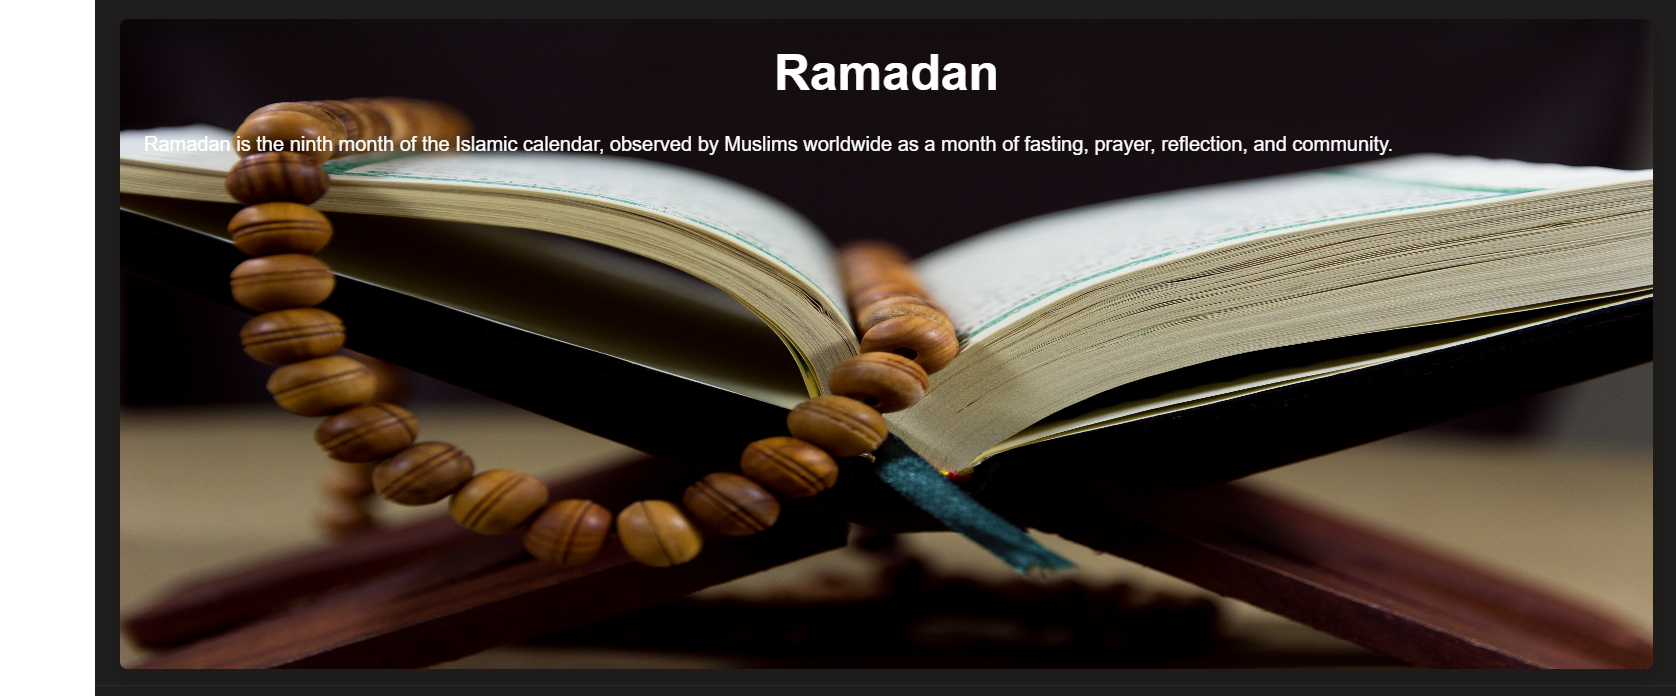 Ramadan
Ramadan is the ninth month of the Islamic calendar, observed by Muslims worldwide as a month of fasting, prayer, reflection, and community.